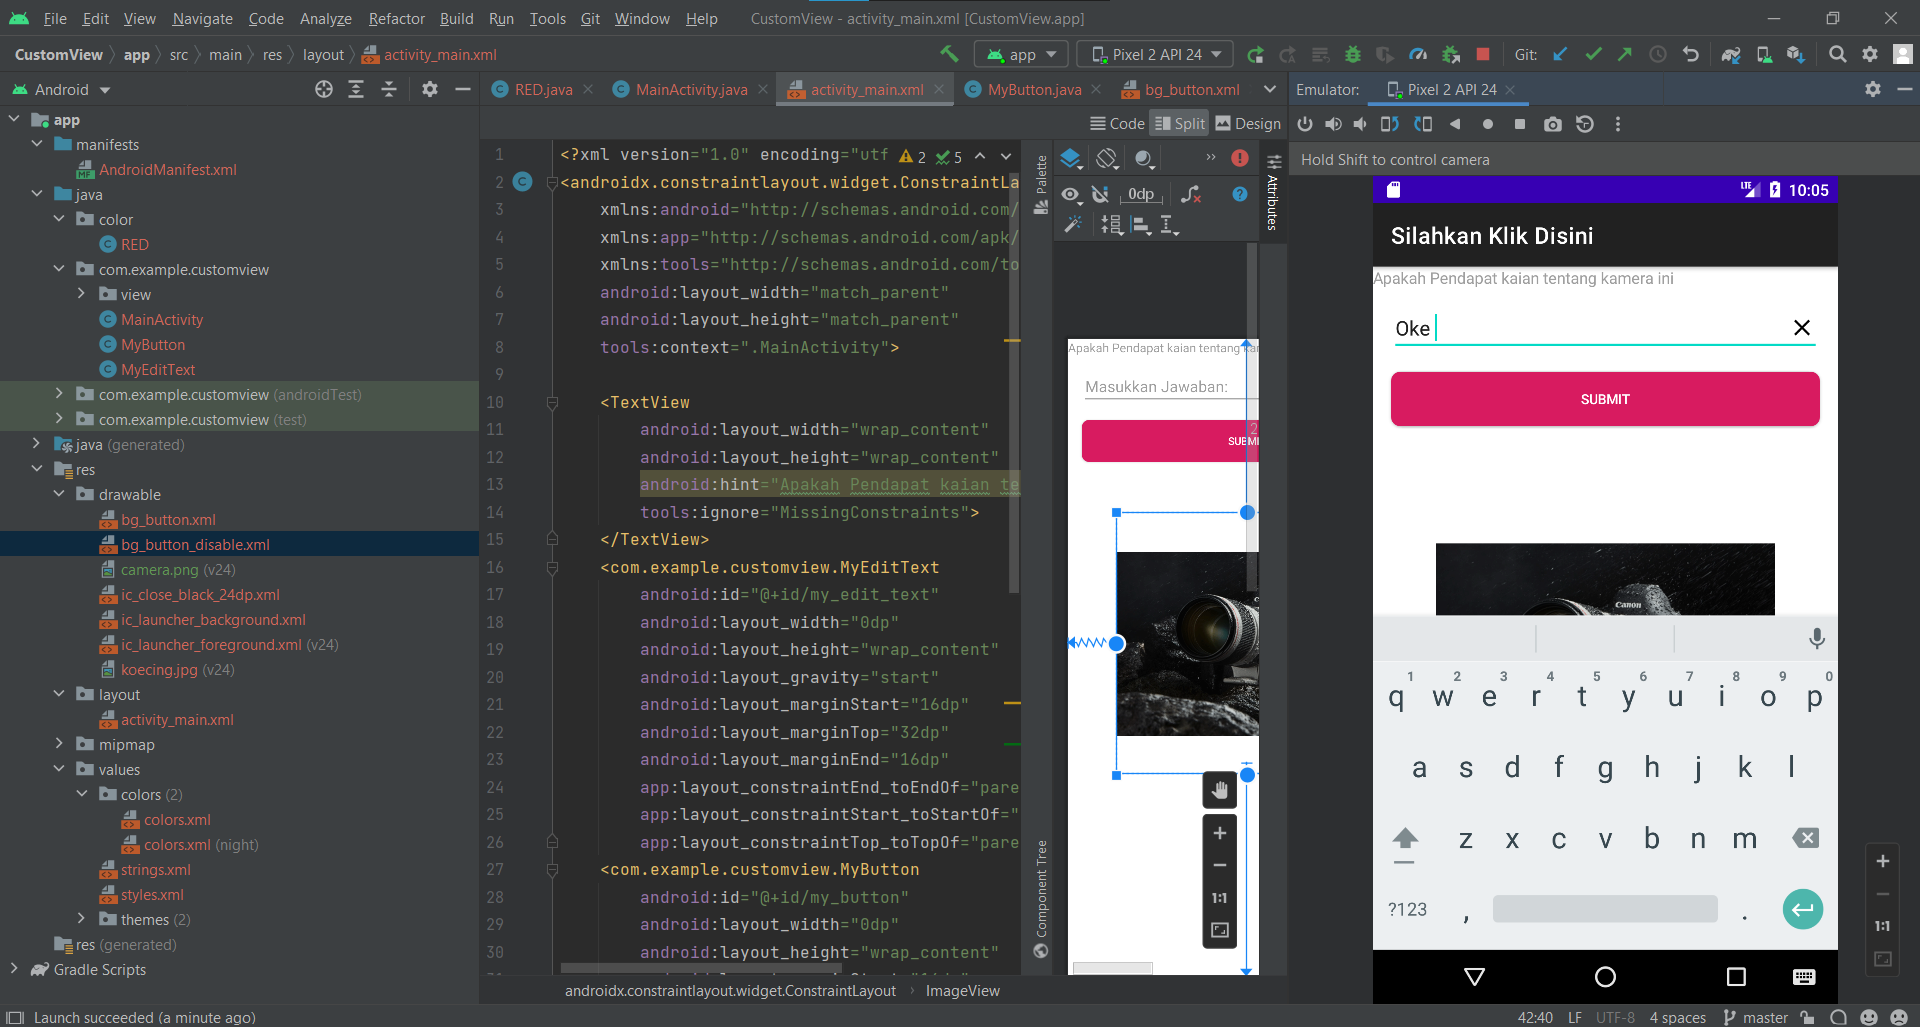 File Edit View Navigate Code Analyze Refactor Build Run Tools Git Window Help CustomView - activity_main.xml [CustomView.app]
CustomView app src main res layout activity_main.xml app Pixel 2 API 24 Git:
Android
RED.java MainActivity.java activity_main.xml MyButton.java bg_button.xml
Emulator: Pixel 2 API 24
Code Split Design
app
manifests
AndroidManifest.xml
java
color
RED
com.example.customview
view
MainActivity
MyButton
MyEditText
com.example.customview (androidTest)
com.example.customview (test)
java (generated)
res
drawable
bg_button.xml
bg_button_disable.xml
camera.png (v24)
ic_close_black_24dp.xml
ic_launcher_background.xml
ic_launcher_foreground.xml (v24)
koecing.jpg (v24)
layout
activity_main.xml
mipmap
values
colors (2)
colors.xml
colors.xml (night)
strings.xml
styles.xml
themes (2)
res (generated)
Gradle Scripts
1 <?xml version="1.0" encoding="utf 2 5
2 <androidx.constraintlayout.widget.ConstraintLa
3 xmlns:android="http://schemas.android.com/
4 xmlns:app="http://schemas.android.com/apk/
5 xmlns:tools="http://schemas.android.com/to
6 android:layout_width="match_parent"
7 android:layout_height="match_parent"
8 tools:context=".MainActivity">
9
10 <TextView
11 android:layout_width="wrap_content"
12 android:layout_height="wrap_content"
13 android:hint="Apakah Pendapat kaian te
14 tools:ignore="MissingConstraints">
15 </TextView>
16 <com.example.customview.MyEditText
17 android:id="@+id/my_edit_text"
18 android:layout_width="0dp"
19 android:layout_height="wrap_content"
20 android:layout_gravity="start"
21 android:layout_marginStart="16dp"
22 android:layout_marginTop="32dp"
23 android:layout_marginEnd="16dp"
24 app:layout_constraintEnd_toEndOf="pare
25 app:layout_constraintStart_toStartOf="
26 app:layout_constraintTop_toTopOf="pare
27 <com.example.customview.MyButton
28 android:id="@+id/my_button"
29 android:layout_width="0dp"
30 android:layout_height="wrap_content"
androidx.constraintlayout.widget.ConstraintLayout ImageView
Palette
Component Tree
0dp
Attributes
Apakah Pendapat kaian tentang kar
Masukkan Jawaban:
SUBMI
2
1:1
Hold Shift to control camera
LTE 10:05
Silahkan Klik Disini
Apakah Pendapat kaian tentang kamera ini
Oke
SUBMIT
Canon
1 2 3 4 5 6 7 8 9 0
q w e r t y u i o p
a s d f g h j k l
z x c v b n m
?123 , .
1:1
Launch succeeded (a minute ago) 42:40 LF UTF-8 4 spaces master